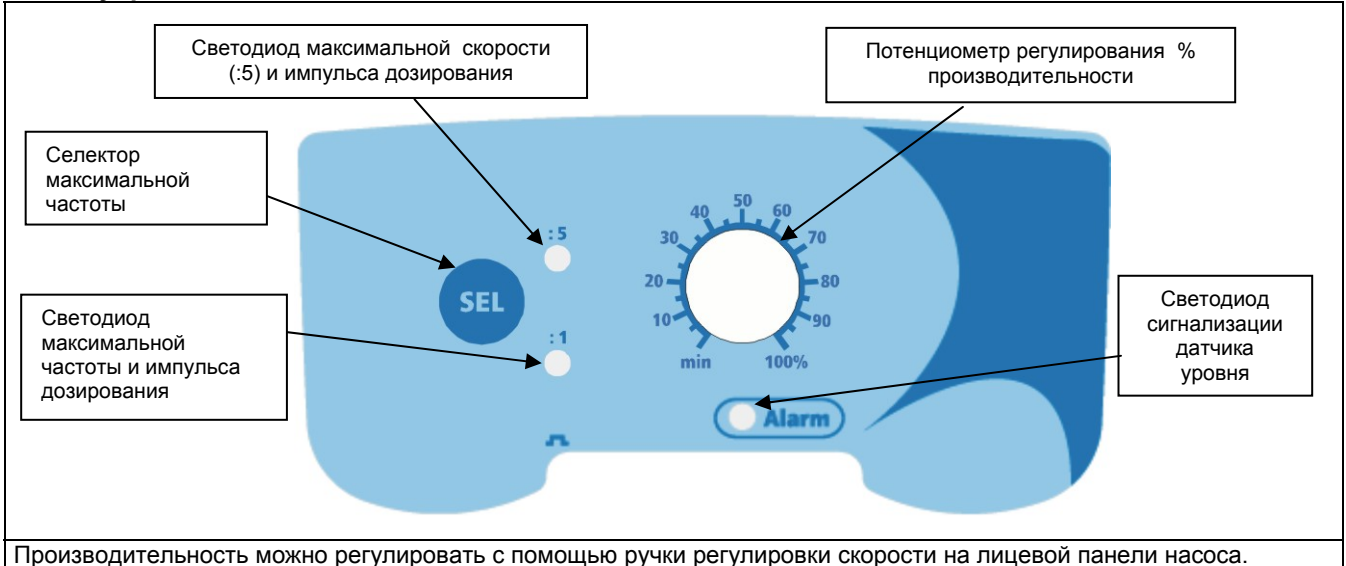 Светодиод максимальной скорости
(:5) и импульса дозирования
Потенциометр регулирования %
производительности
Селектор
максимальной
частоты
Светодиод
максимальной
частоты и импульса
дозирования
Светодиод
сигнализации
датчика
уровня
:5
SEL
:1
min
10
20
30
40
50
60
70
80
90
100%
Alarm
Производительность можно регулировать с помощью ручки регулировки скорости на лицевой панели насоса.